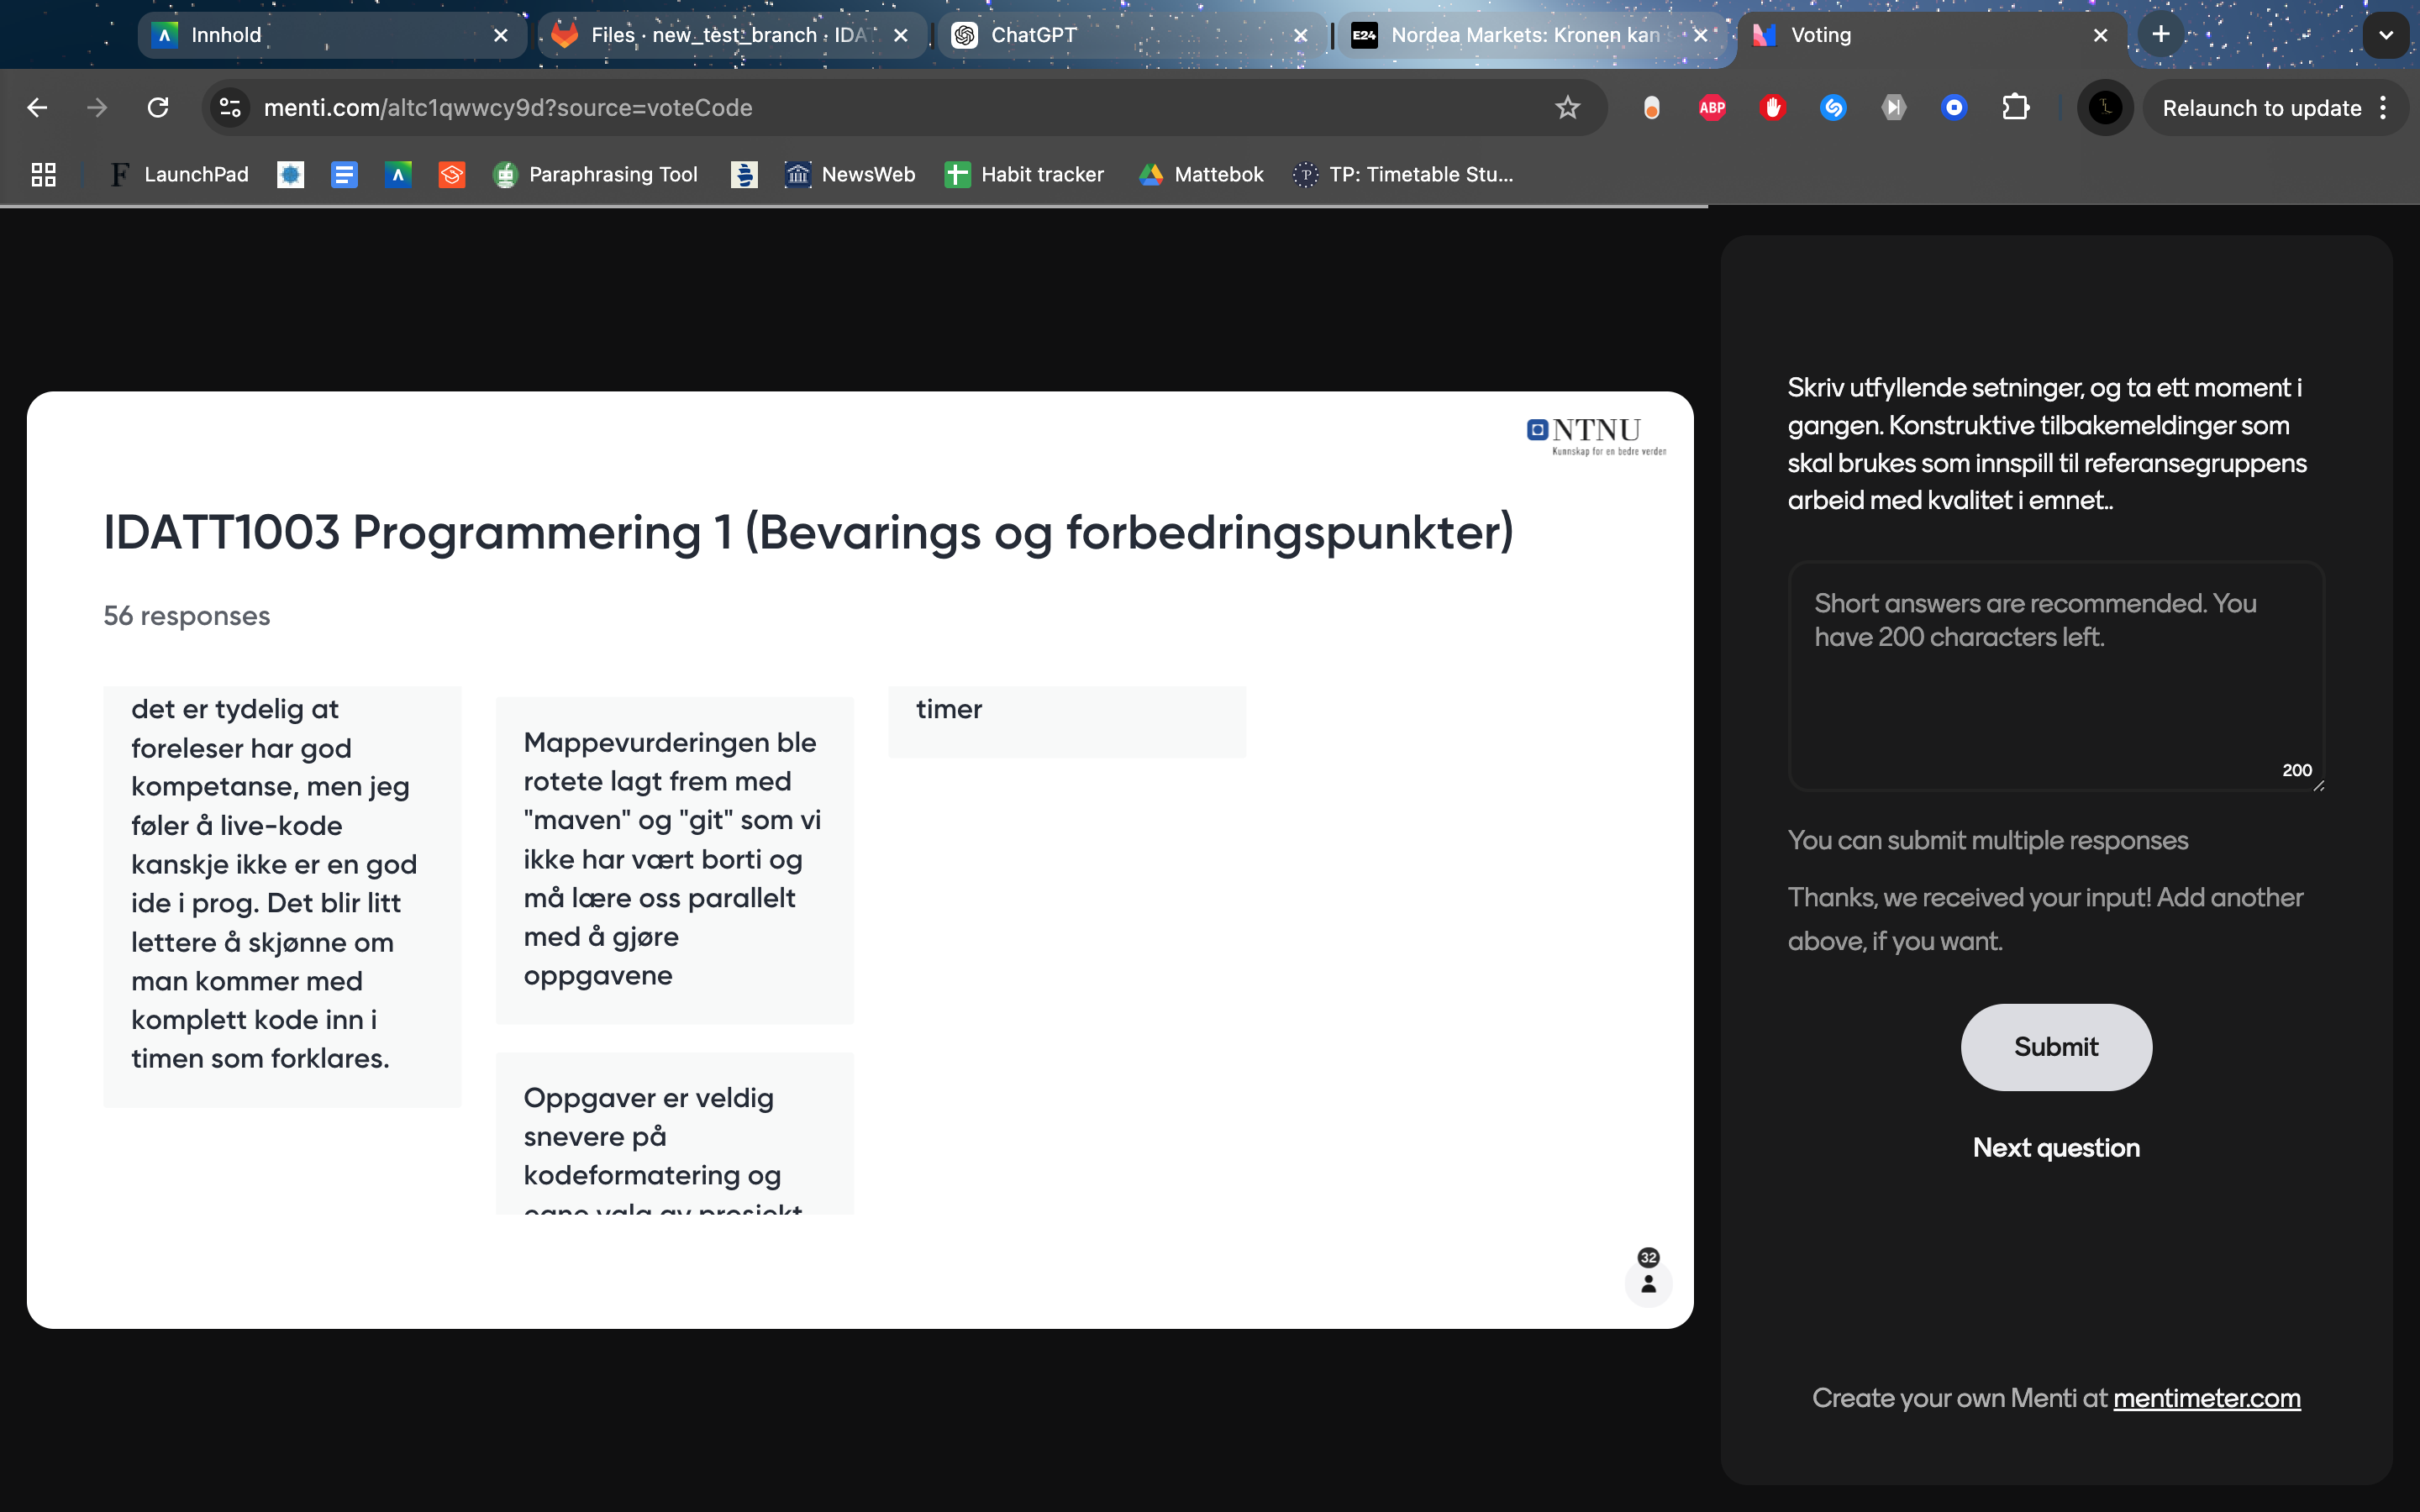 Innhold
Files · new_test_branch · IDA
ChatGPT
E24 Nordea Markets: Kronen kan
Voting
menti.com/altc1qwwcy9d?source=voteCode
ABP
Relaunch to update
F LaunchPad
Paraphrasing Tool
NewsWeb
Habit tracker
Mattebok
TP: Timetable Stu...
NTNU
Kunnskap for en bedre verden
IDATT1003 Programmering 1 (Bevarings og forbedringspunkter)
56 responses
det er tydelig at
foreleser har god
kompetanse, men jeg
føler å live-kode
kanskje ikke er en god
ide i prog. Det blir litt
lettere å skjønne om
man kommer med
komplett kode inn i
timen som forklares.
Mappevurderingen ble
rotete lagt frem med
"maven" og "git" som vi
ikke har vært borti og
må lære oss parallelt
med å gjøre
oppgavene
Oppgaver er veldig
snevere på
kodeformatering og
egne valg av prosjekt
timer
32
Skriv utfyllende setninger, og ta ett moment i
gangen. Konstruktive tilbakemeldinger som
skal brukes som innspill til referansegruppens
arbeid med kvalitet i emnet..
Short answers are recommended. You
have 200 characters left.
200
You can submit multiple responses
Thanks, we received your input! Add another
above, if you want.
Submit
Next question
Create your own Menti at mentimeter.com